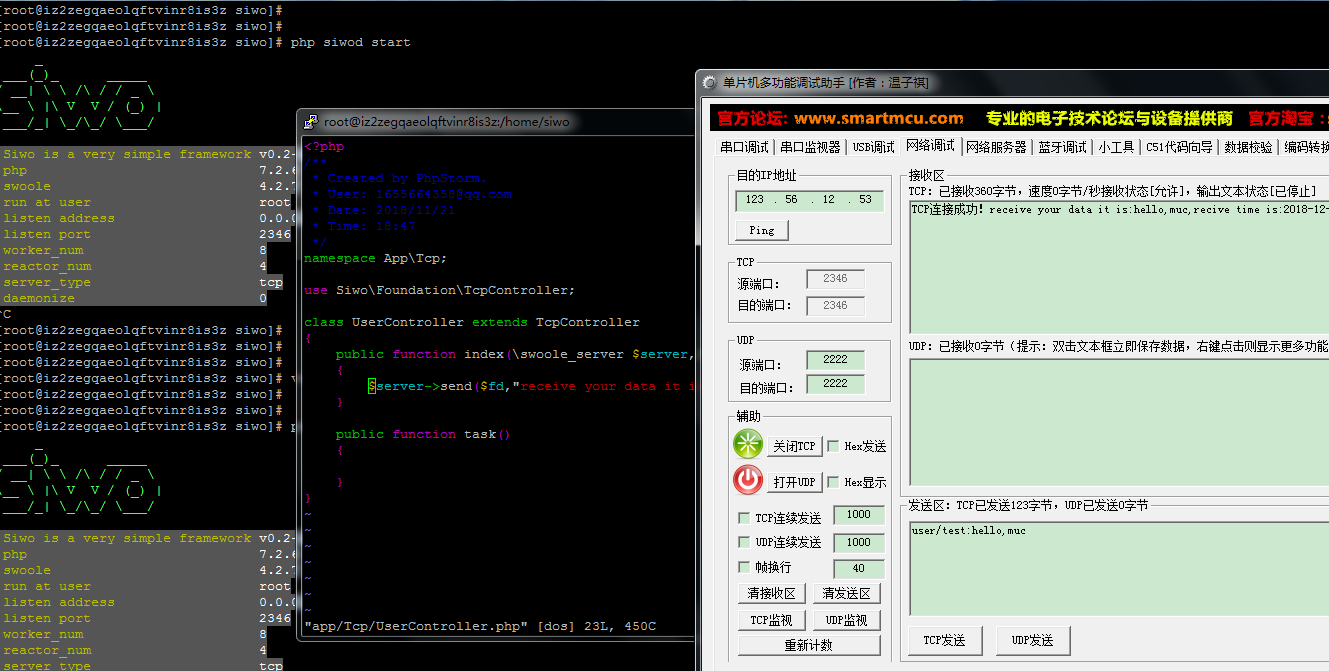 [root@iz2zegqaeolqftvinr8is3z siwo]#
[root@iz2zegqaeolqftvinr8is3z siwo]#
[root@iz2zegqaeolqftvinr8is3z siwo]# php siwod start
Siwo is a very simple framework v0.2-
php 7.2.6
swoole 4.2.7
run at user root
listen address 0.0.0
listen port 2346
worker_num 8
reactor_num 4
server_type tcp
daemonize 0
^C
[root@iz2zegqaeolqftvinr8is3z siwo]#
[root@iz2zegqaeolqftvinr8is3z siwo]#
[root@iz2zegqaeolqftvinr8is3z siwo]#
[root@iz2zegqaeolqftvinr8is3z siwo]# v
[root@iz2zegqaeolqftvinr8is3z siwo]#
[root@iz2zegqaeolqftvinr8is3z siwo]#
[root@iz2zegqaeolqftvinr8is3z siwo]# p
Siwo is a very simple framework v0.2-
php 7.2.6
swoole 4.2.7
run at user root
listen address 0.0.0
listen port 2346
worker_num 8
reactor_num 4
server_type tcp
root@iz2zegqaeolqftvinr8is3z:/home/siwo
<?php
/**
* Created by PhpStorm.
* User: 1655664358@qq.com
* Date: 2018/11/21
* Time: 18:47
*/
namespace App\Tcp;
use Siwo\Foundation\TcpController;
class UserController extends TcpController
{
public function index(\swoole_server $server,
{
$server->send($fd,"receive your data it i
}
public function task()
{
}
}
~
~
~
~
~
~
~
"app/Tcp/UserController.php" [dos] 23L, 450C
单片机多功能调试助手 [作者：温子祺]
官方论坛: www.smartmcu.com 专业的电子技术论坛与设备提供商 官方淘宝：s
串口调试 串口监视器 USB调试 网络调试 网络服务器 蓝牙调试 小工具 C51代码向导 数据校验 编码转换
目的IP地址
123 . 56 . 12 . 53
Ping
TCP
源端口： 2346
目的端口： 2346
UDP
源端口： 2222
目的端口： 2222
辅助
关闭TCP Hex发送
打开UDP Hex显示
TCP连续发送 1000
UDP连续发送 1000
帧换行 40
清接收区 清发送区
TCP监视 UDP监视
重新计数
接收区
TCP：已接收360字节，速度0字节/秒接收状态[允许]，输出文本状态[已停止]
TCP连接成功！receive your data it is:hello,muc,recive time is:2018-12-
UDP：已接收0字节（提示：双击文本框立即保存数据，右键点击则显示更多功能
发送区：TCP已发送123字节，UDP已发送0字节
user/test:hello,muc
TCP发送 UDP发送